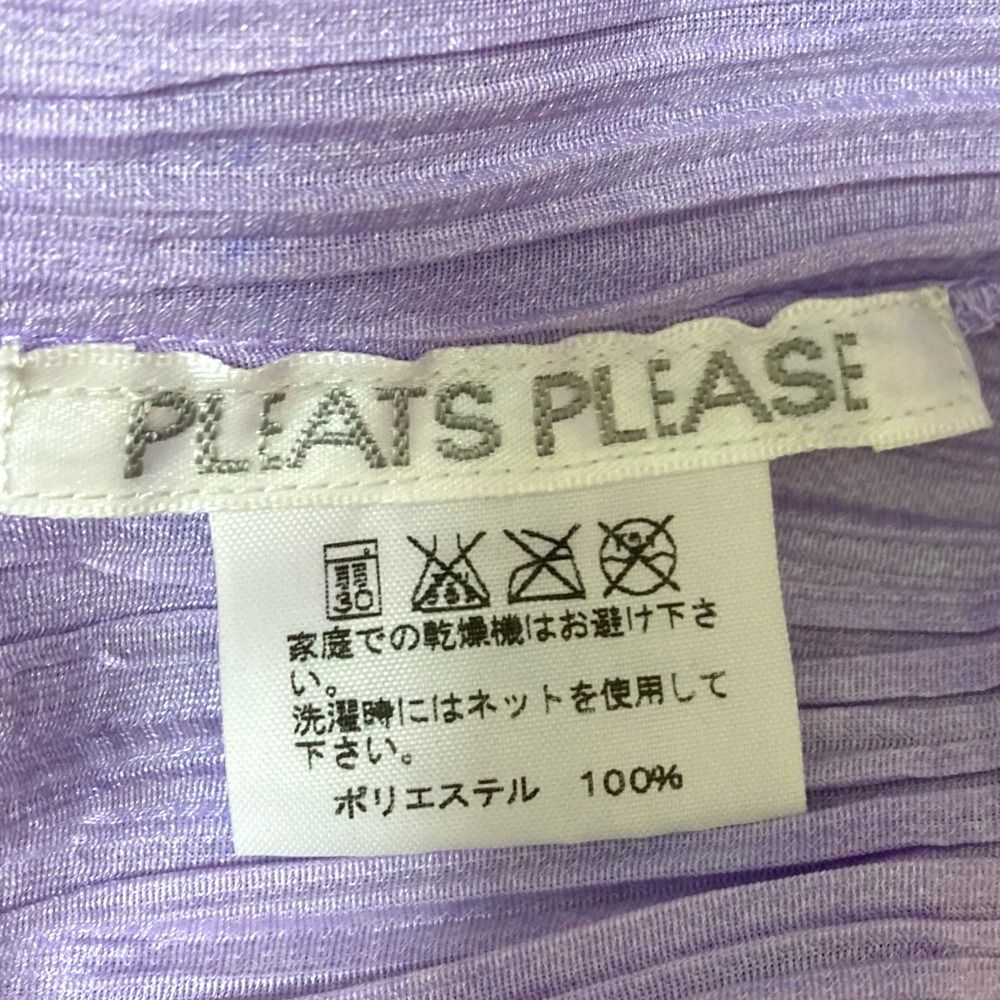 PLEATS PLEASE
30
家庭での乾燥機はお避け下さ
い。
洗濯時にはネットを使用して
下さい。
ポリエステル 100%